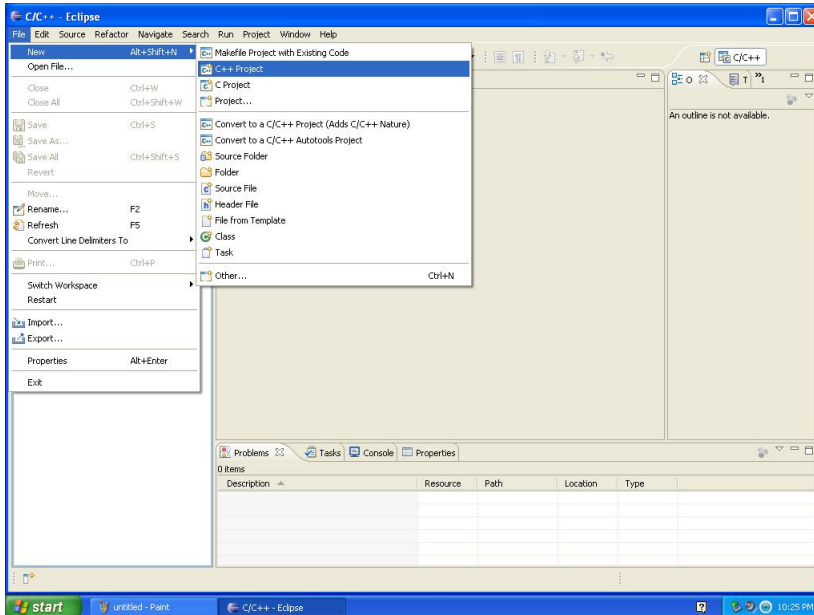 C/C++ - Eclipse
File Edit Source Refactor Navigate Search Run Project Window Help
New Alt+Shift+N
Open File...
Close Ctrl+W
Close All Ctrl+Shift+W
Save Ctrl+S
Save As...
Save All Ctrl+Shift+S
Revert
Move...
Rename... F2
Refresh F5
Convert Line Delimiters To
Print... Ctrl+P
Switch Workspace
Restart
Import...
Export...
Properties Alt+Enter
Exit
Makefile Project with Existing Code
C++ Project
C Project
Project...
Convert to a C/C++ Project (Adds C/C++ Nature)
Convert to a C/C++ Autotools Project
Source Folder
Folder
Source File
Header File
File from Template
Class
Task
Other... Ctrl+N
C/C++
O T »1
An outline is not available.
Problems Tasks Console Properties
0 items
Description Resource Path Location Type
start untitled - Paint C/C++ - Eclipse 10:25 PM